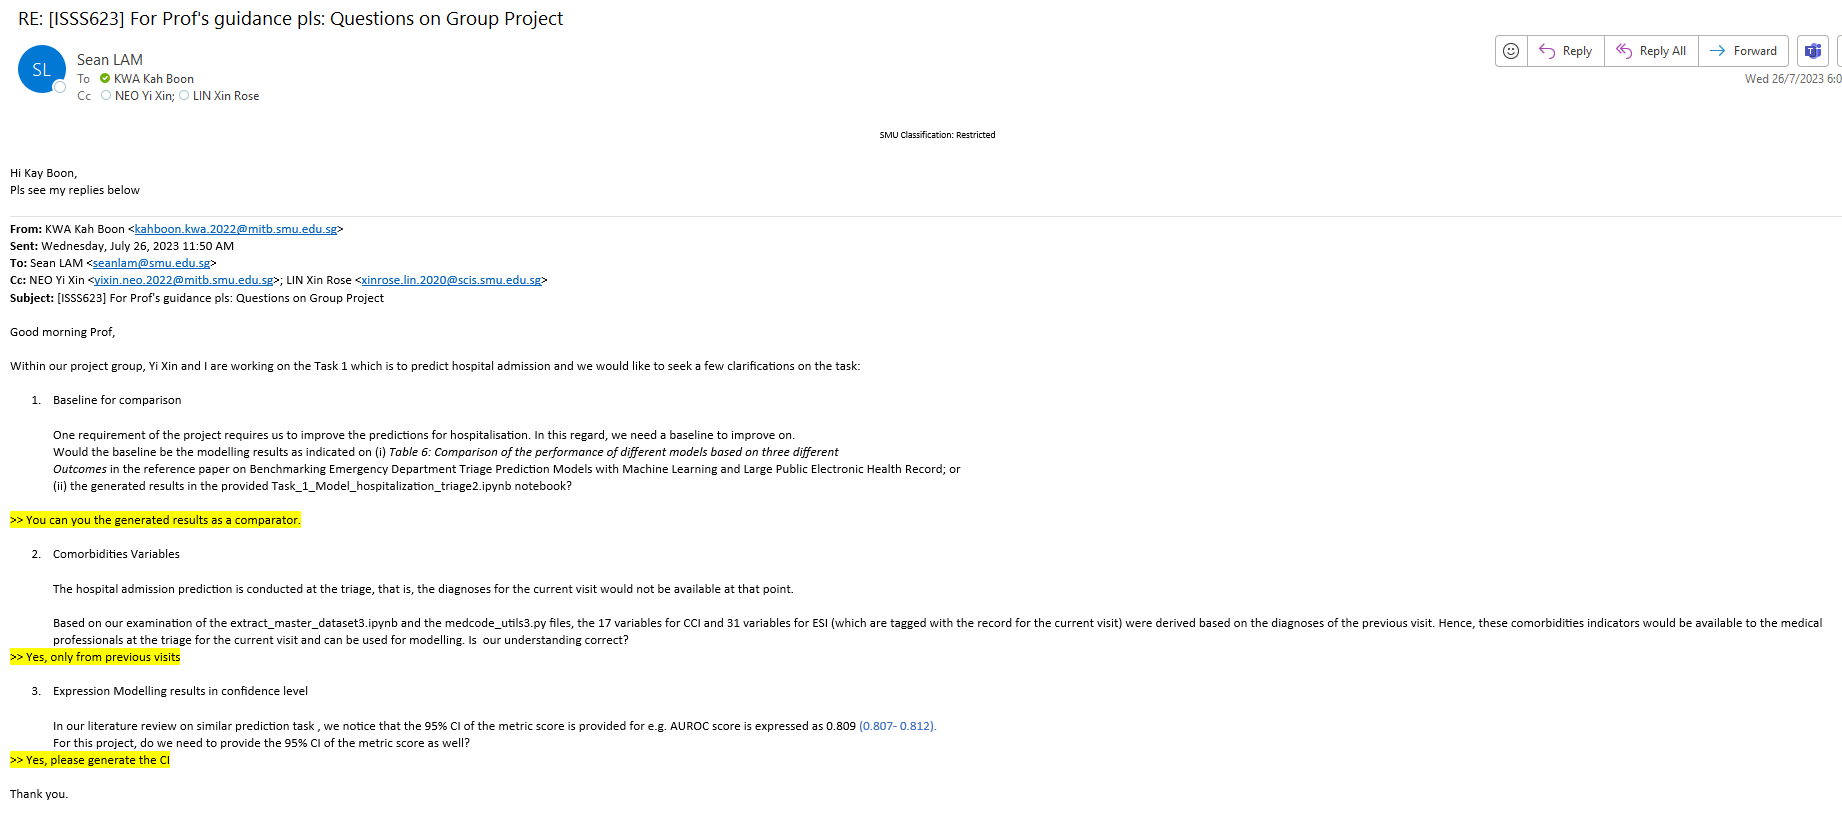 RE: [ISSS623] For Prof's guidance pls: Questions on Group Project
SL
Sean LAM
To KWA Kah Boon
Cc NEO Yi Xin; LIN Xin Rose
Reply
Reply All
Forward
Wed 26/7/2023 6:0
SMU Classification: Restricted
Hi Kay Boon,
Pls see my replies below
From: KWA Kah Boon <kahboon.kwa.2022@mitb.smu.edu.sg>
Sent: Wednesday, July 26, 2023 11:50 AM
To: Sean LAM <seanlam@smu.edu.sg>
Cc: NEO Yi Xin <yixin.neo.2022@mitb.smu.edu.sg>; LIN Xin Rose <xinrose.lin.2020@scis.smu.edu.sg>
Subject: [ISSS623] For Prof's guidance pls: Questions on Group Project
Good morning Prof,
Within our project group, Yi Xin and I are working on the Task 1 which is to predict hospital admission and we would like to seek a few clarifications on the task:
1. Baseline for comparison
One requirement of the project requires us to improve the predictions for hospitalisation. In this regard, we need a baseline to improve on.
Would the baseline be the modelling results as indicated on (i) Table 6: Comparison of the performance of different models based on three different
Outcomes in the reference paper on Benchmarking Emergency Department Triage Prediction Models with Machine Learning and Large Public Electronic Health Record; or
(ii) the generated results in the provided Task_1_Model_hospitalization_triage2.ipynb notebook?
>> You can you the generated results as a comparator.
2. Comorbidities Variables
The hospital admission prediction is conducted at the triage, that is, the diagnoses for the current visit would not be available at that point.
Based on our examination of the extract_master_dataset3.ipynb and the medcode_utils3.py files, the 17 variables for CCI and 31 variables for ESI (which are tagged with the record for the current visit) were derived based on the diagnoses of the previous visit. Hence, these comorbidities indicators would be available to the medical
professionals at the triage for the current visit and can be used for modelling. Is  our understanding correct?
>> Yes, only from previous visits
3. Expression Modelling results in confidence level
In our literature review on similar prediction task , we notice that the 95% CI of the metric score is provided for e.g. AUROC score is expressed as 0.809 (0.807- 0.812).
For this project, do we need to provide the 95% CI of the metric score as well?
>> Yes, please generate the CI
Thank you.